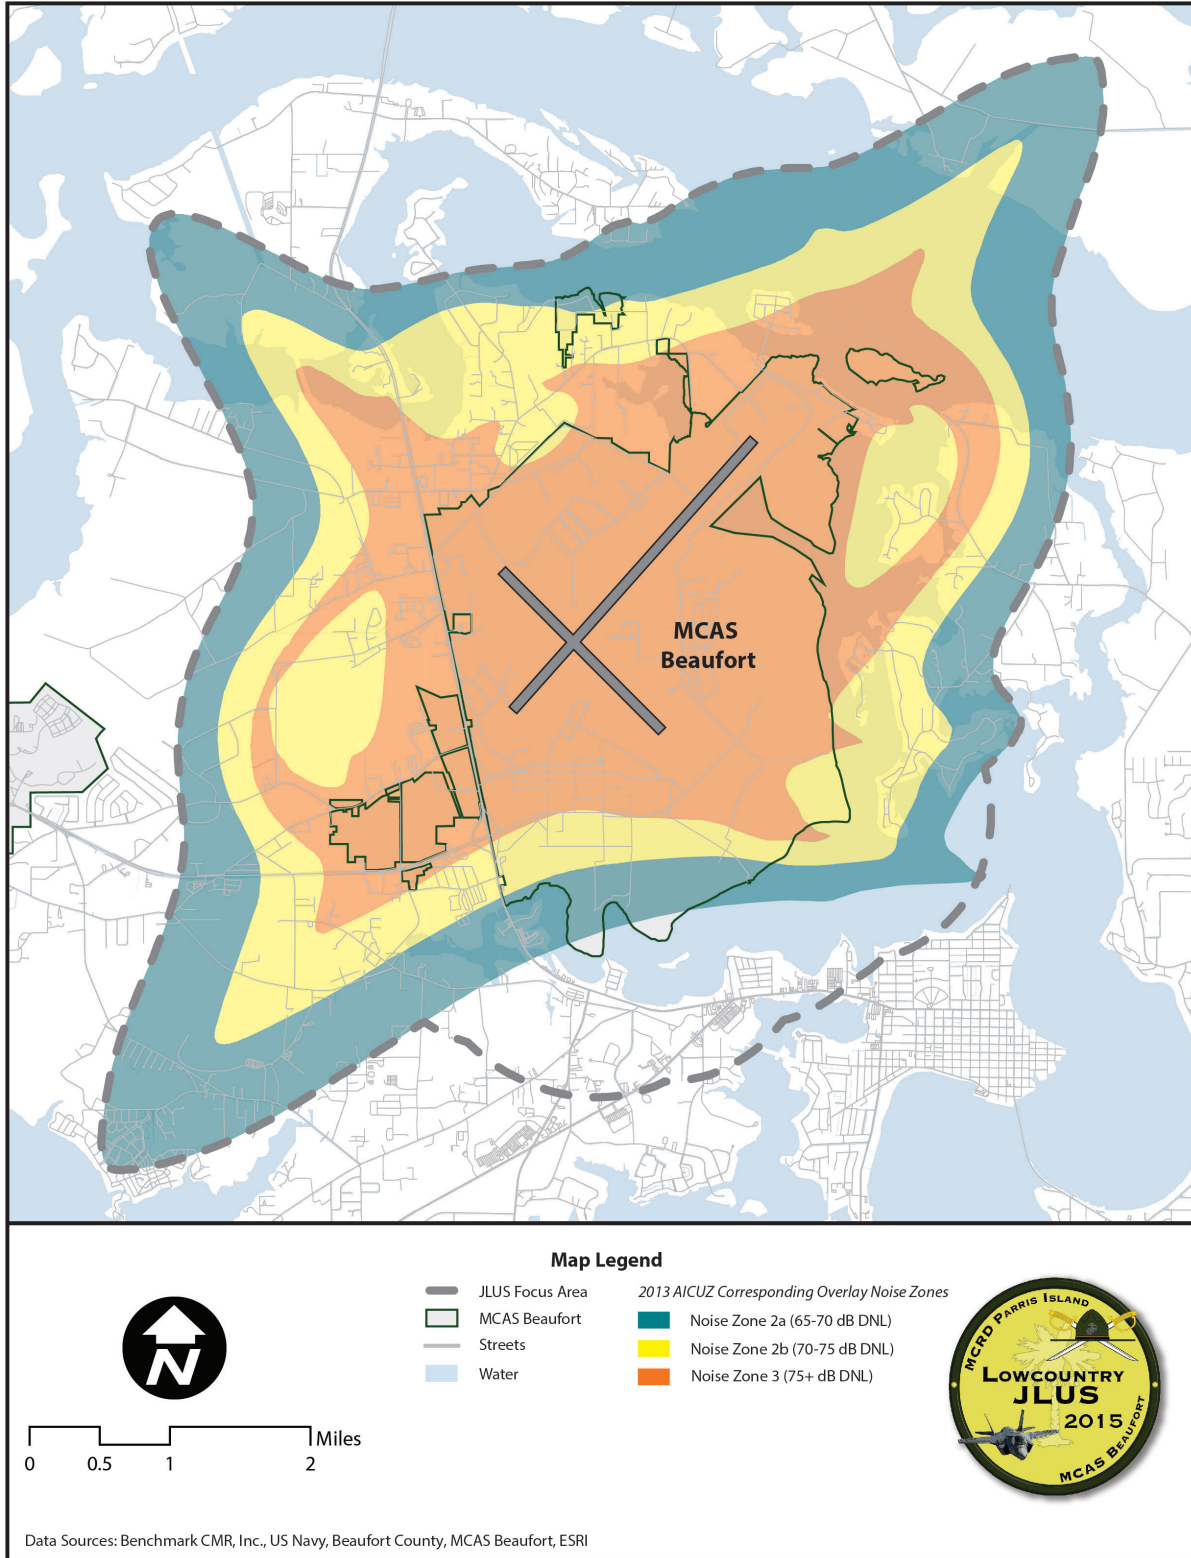 MCAS
Beaufort
Map Legend
JLUS Focus Area
MCAS Beaufort
Streets
Water
2013 AICUZ Corresponding Overlay Noise Zones
Noise Zone 2a (65-70 dB DNL)
Noise Zone 2b (70-75 dB DNL)
Noise Zone 3 (75+ dB DNL)
N
Miles
0 0.5 1 2
MCRD PARRIS ISLAND
LOWCOUNTRY
JLUS
2015
MCAS BEAUFORT
Data Sources: Benchmark CMR, Inc., US Navy, Beaufort County, MCAS Beaufort, ESRI